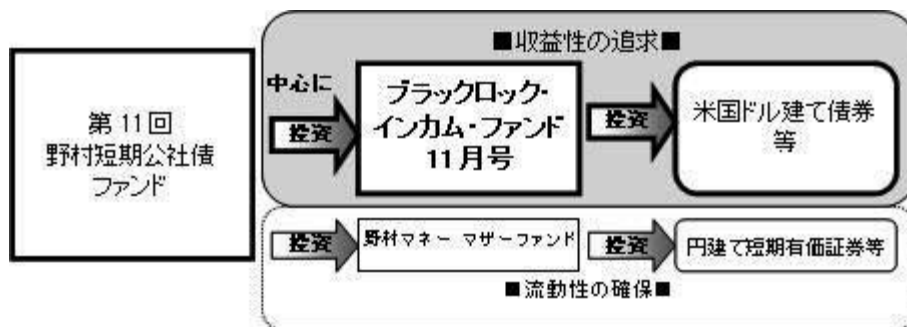 ■収益性の追求■
第11回
野村短期公社債
ファンド
中心に
投資
ブラックロック・
インカム・ファンド
11月号
投資
米国ドル建て債券
等
投資
野村マネー マザーファンド
投資
円建て短期有価証券等
■流動性の確保■